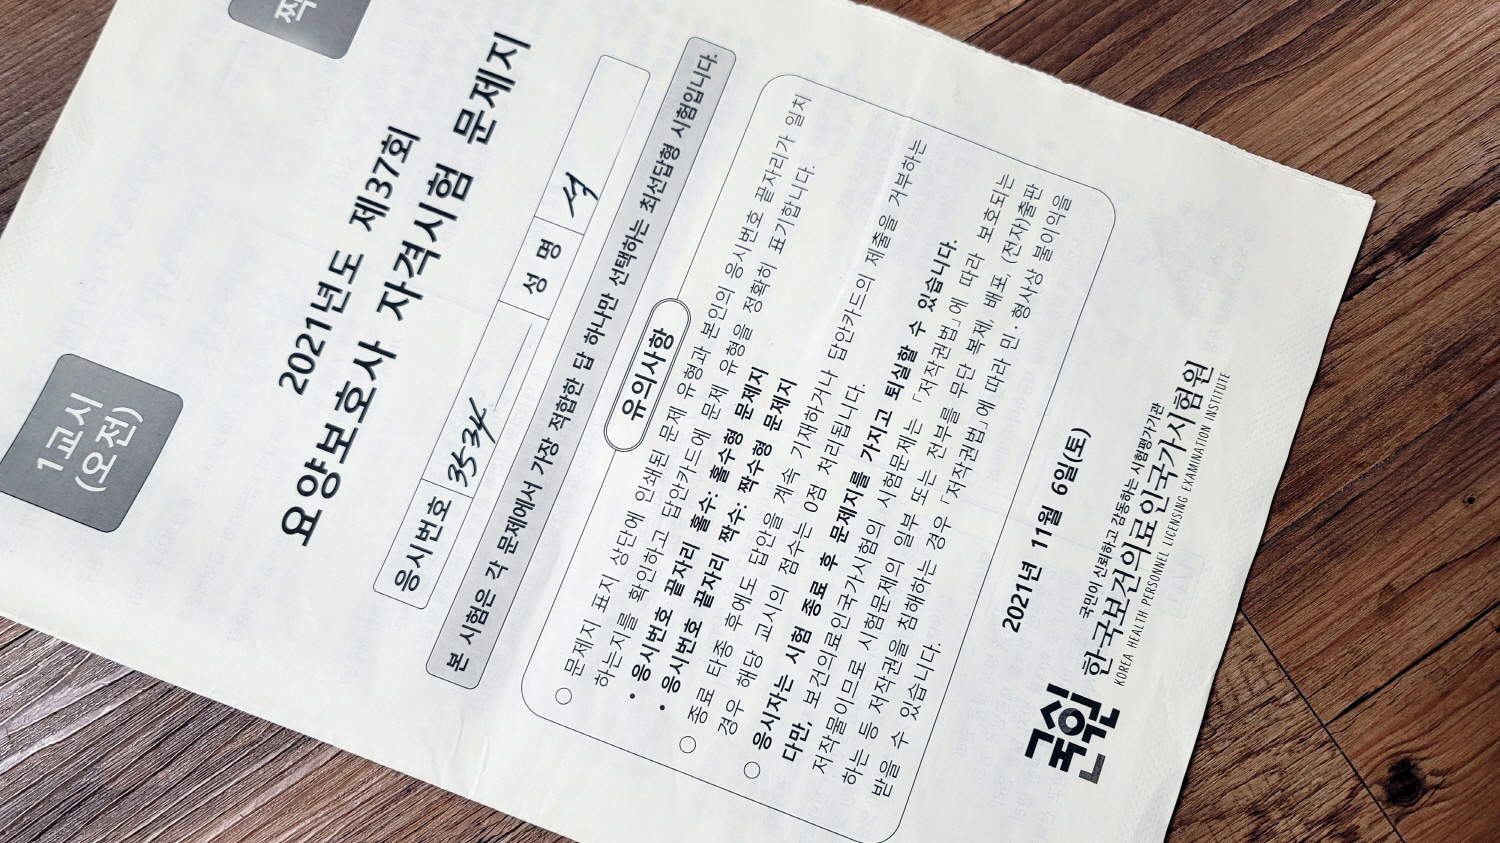 1교시
(오전)
짝
2021년도 제37회
요양보호사 자격시험 문제지
응시번호 3534 성 명 석
본 시험은 각 문제에서 가장 적합한 답 하나만 선택하는 최선답형 시험입니다.
유의사항
○ 문제지 표지 상단에 인쇄된 문제 유형과 본인의 응시번호 끝자리가 일치
하는지를 확인하고 답안카드에 문제 유형을 정확히 표기합니다.
• 응시번호 끝자리 홀수: 홀수형 문제지
• 응시번호 끝자리 짝수: 짝수형 문제지
○ 종료 타종 후에도 답안을 계속 기재하거나 답안카드의 제출을 거부하는
경우 해당 교시의 점수는 0점 처리됩니다.
○ 응시자는 시험 종료 후 문제지를 가지고 퇴실할 수 있습니다.
다만, 보건의료인국가시험의 시험문제는 「저작권법」에 따라 보호되는
저작물이므로 시험문제의 일부 또는 전부를 무단 복제, 배포, (전자)출판
하는 등 저작권을 침해하는 경우 「저작권법」에 따라 민·형사상 불이익을
받을 수 있습니다.
2021년 11월 6일(토)
국민이 신뢰하고 감동하는 시험평가기관
국시원 한국보건의료인국가시험원
KOREA HEALTH PERSONNEL LICENSING EXAMINATION INSTITUTE